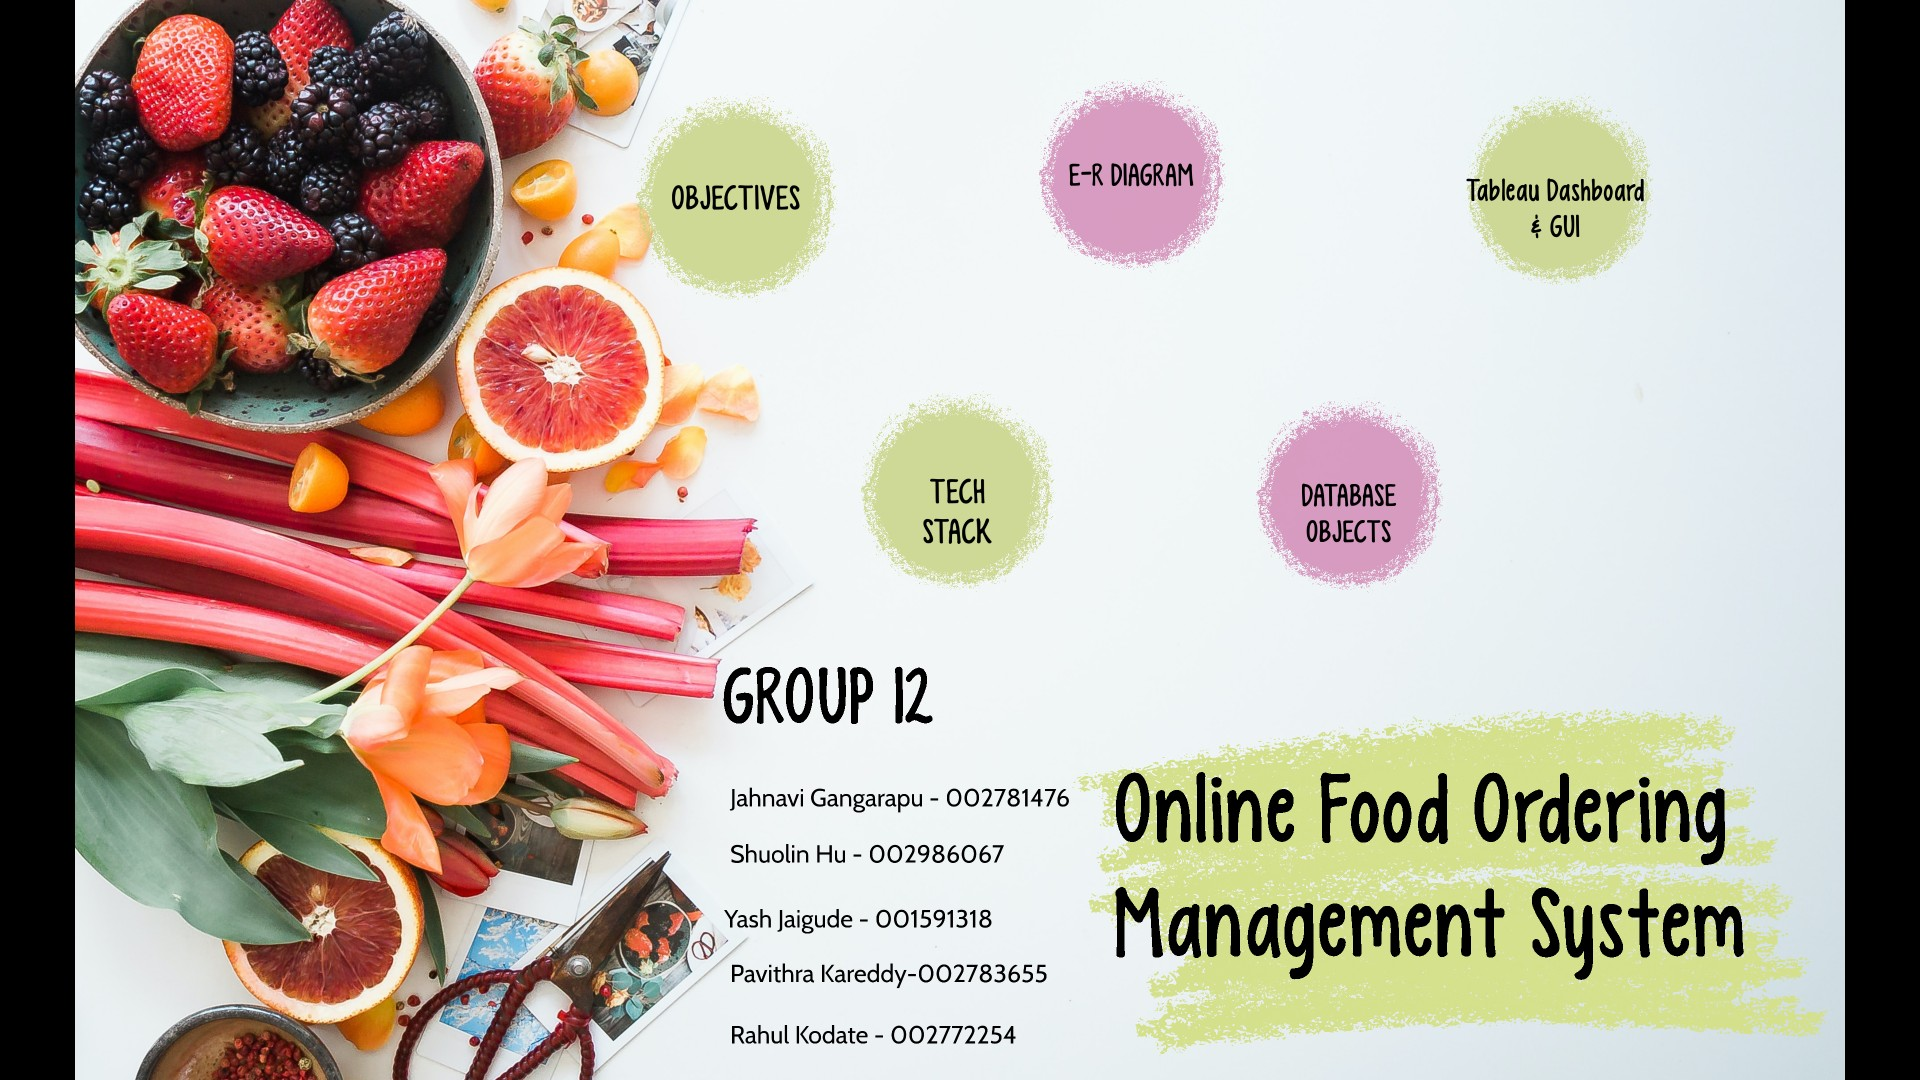 OBJECTIVES
E-R DIAGRAM
Tableau Dashboard
& GUI
TECH
STACK
DATABASE
OBJECTS
GROUP 12
Jahnavi Gangarapu - 002781476
Shuolin Hu - 002986067
Yash Jaigude - 001591318
Pavithra Kareddy-002783655
Rahul Kodate - 002772254
Online Food Ordering
Management System